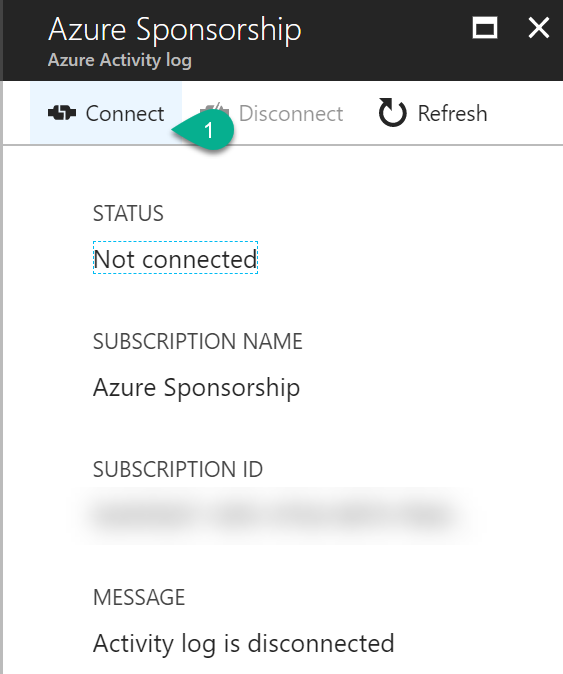 Azure Sponsorship
Azure Activity log
Connect
1
Disconnect
Refresh
STATUS
Not connected
SUBSCRIPTION NAME
Azure Sponsorship
SUBSCRIPTION ID
MESSAGE
Activity log is disconnected